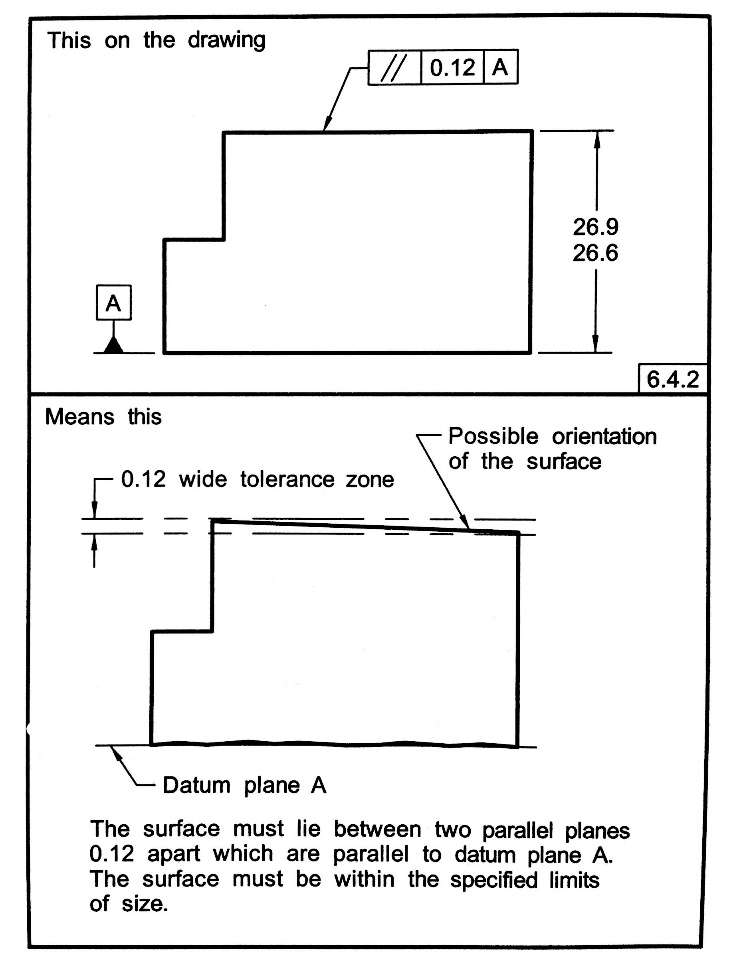 This on the drawing
// 0.12 A
26.9
26.6
A
6.4.2
Means this
Possible orientation
of the surface
0.12 wide tolerance zone
Datum plane A
The surface must lie between two parallel planes
0.12 apart which are parallel to datum plane A.
The surface must be within the specified limits
of size.